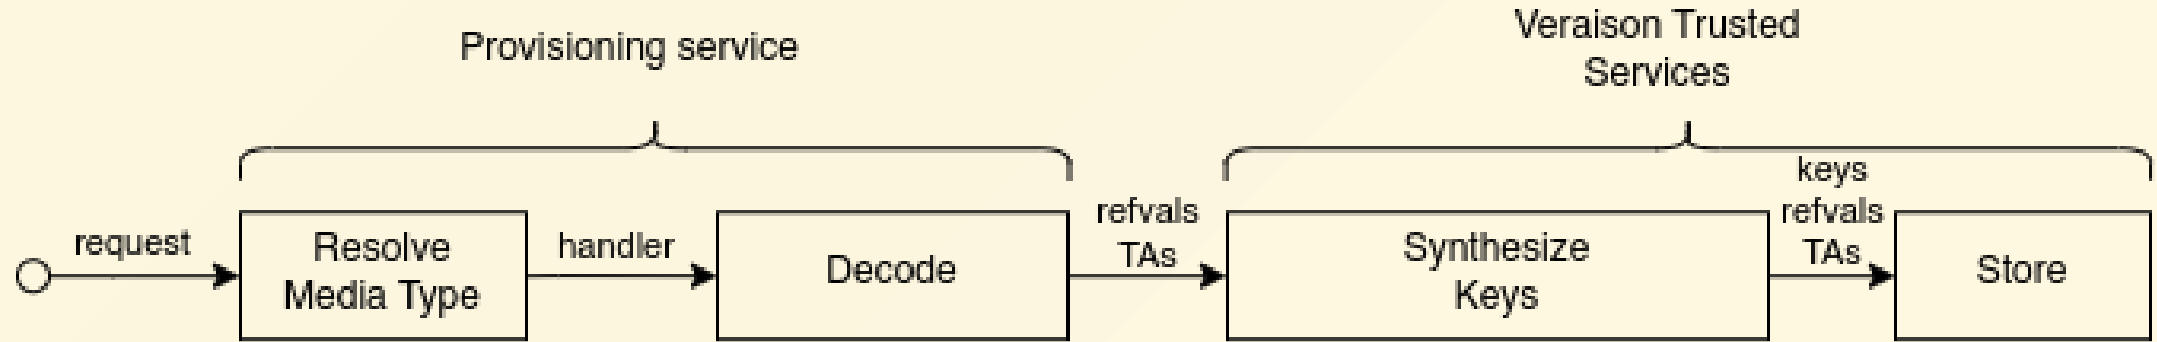 Provisioning service
Veraison Trusted
Services
request
Resolve
Media Type
handler
Decode
refvals
TAs
Synthesize
Keys
keys
refvals
TAs
Store